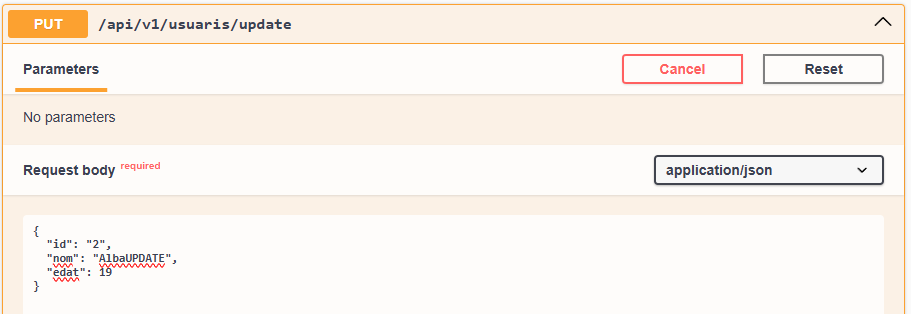 PUT /api/v1/usuaris/update
Parameters Cancel Reset
No parameters
Request body required application/json
{
"id": "2",
"nom": "AlbaUPDATE",
"edat": 19
}